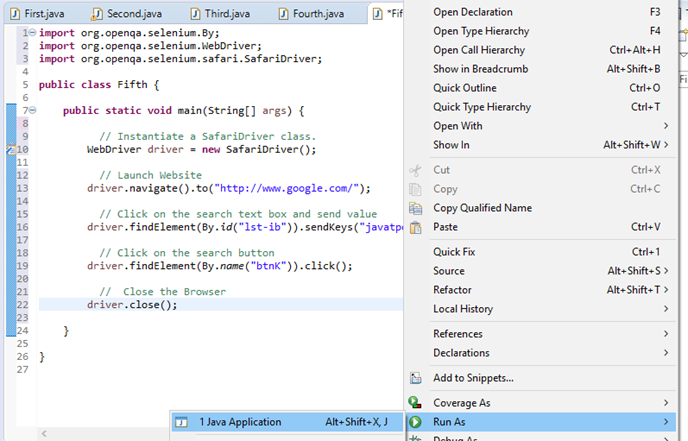 First.java Second.java Third.java Fourth.java *Fif
1 import org.openqa.selenium.By;
2 import org.openqa.selenium.WebDriver;
3 import org.openqa.selenium.safari.SafariDriver;
4
5 public class Fifth {
6
7 public static void main(String[] args) {
8
9 // Instantiate a SafariDriver class.
10 WebDriver driver = new SafariDriver();
11
12 // Launch Website
13 driver.navigate().to("http://www.google.com/");
14
15 // Click on the search text box and send value
16 driver.findElement(By.id("lst-ib")).sendKeys("javatp
17
18 // Click on the search button
19 driver.findElement(By.name("btnK")).click();
20
21 // Close the Browser
22 driver.close();
23
24 }
25
26 }
27
Open Declaration F3
Open Type Hierarchy F4
Open Call Hierarchy Ctrl+Alt+H
Show in Breadcrumb Alt+Shift+B
Quick Outline Ctrl+O
Quick Type Hierarchy Ctrl+T
Open With >
Show In Alt+Shift+W >
Cut Ctrl+X
Copy Ctrl+C
Copy Qualified Name
Paste Ctrl+V
Quick Fix Ctrl+1
Source Alt+Shift+S >
Refactor Alt+Shift+T >
Local History >
References >
Declarations >
Add to Snippets...
Coverage As >
Run As >
Debug As
1 Java Application Alt+Shift+X, J